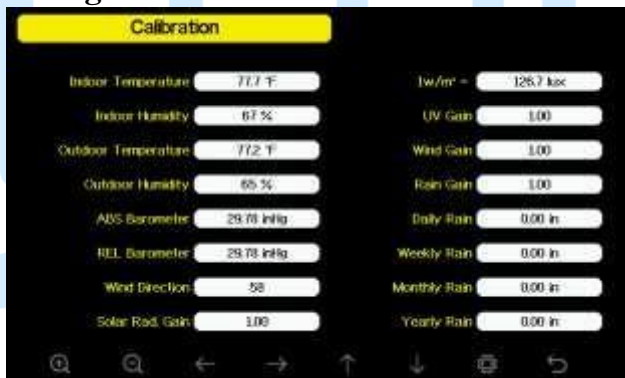 Calibration
Indoor Temperature 77.7 °F
Indoor Humidity 67 %
Outdoor Temperature 77.2 °F
Outdoor Humidity 65 %
ABS Barometer 29.78 inHg
REL Barometer 29.78 inHg
Wind Direction 58
Solar Rad. Gain 1.00
1w/m² = 126.7 lux
UV Gain 1.00
Wind Gain 1.00
Rain Gain 1.00
Daily Rain 0.00 in
Weekly Rain 0.00 in
Monthly Rain 0.00 in
Yearly Rain 0.00 in